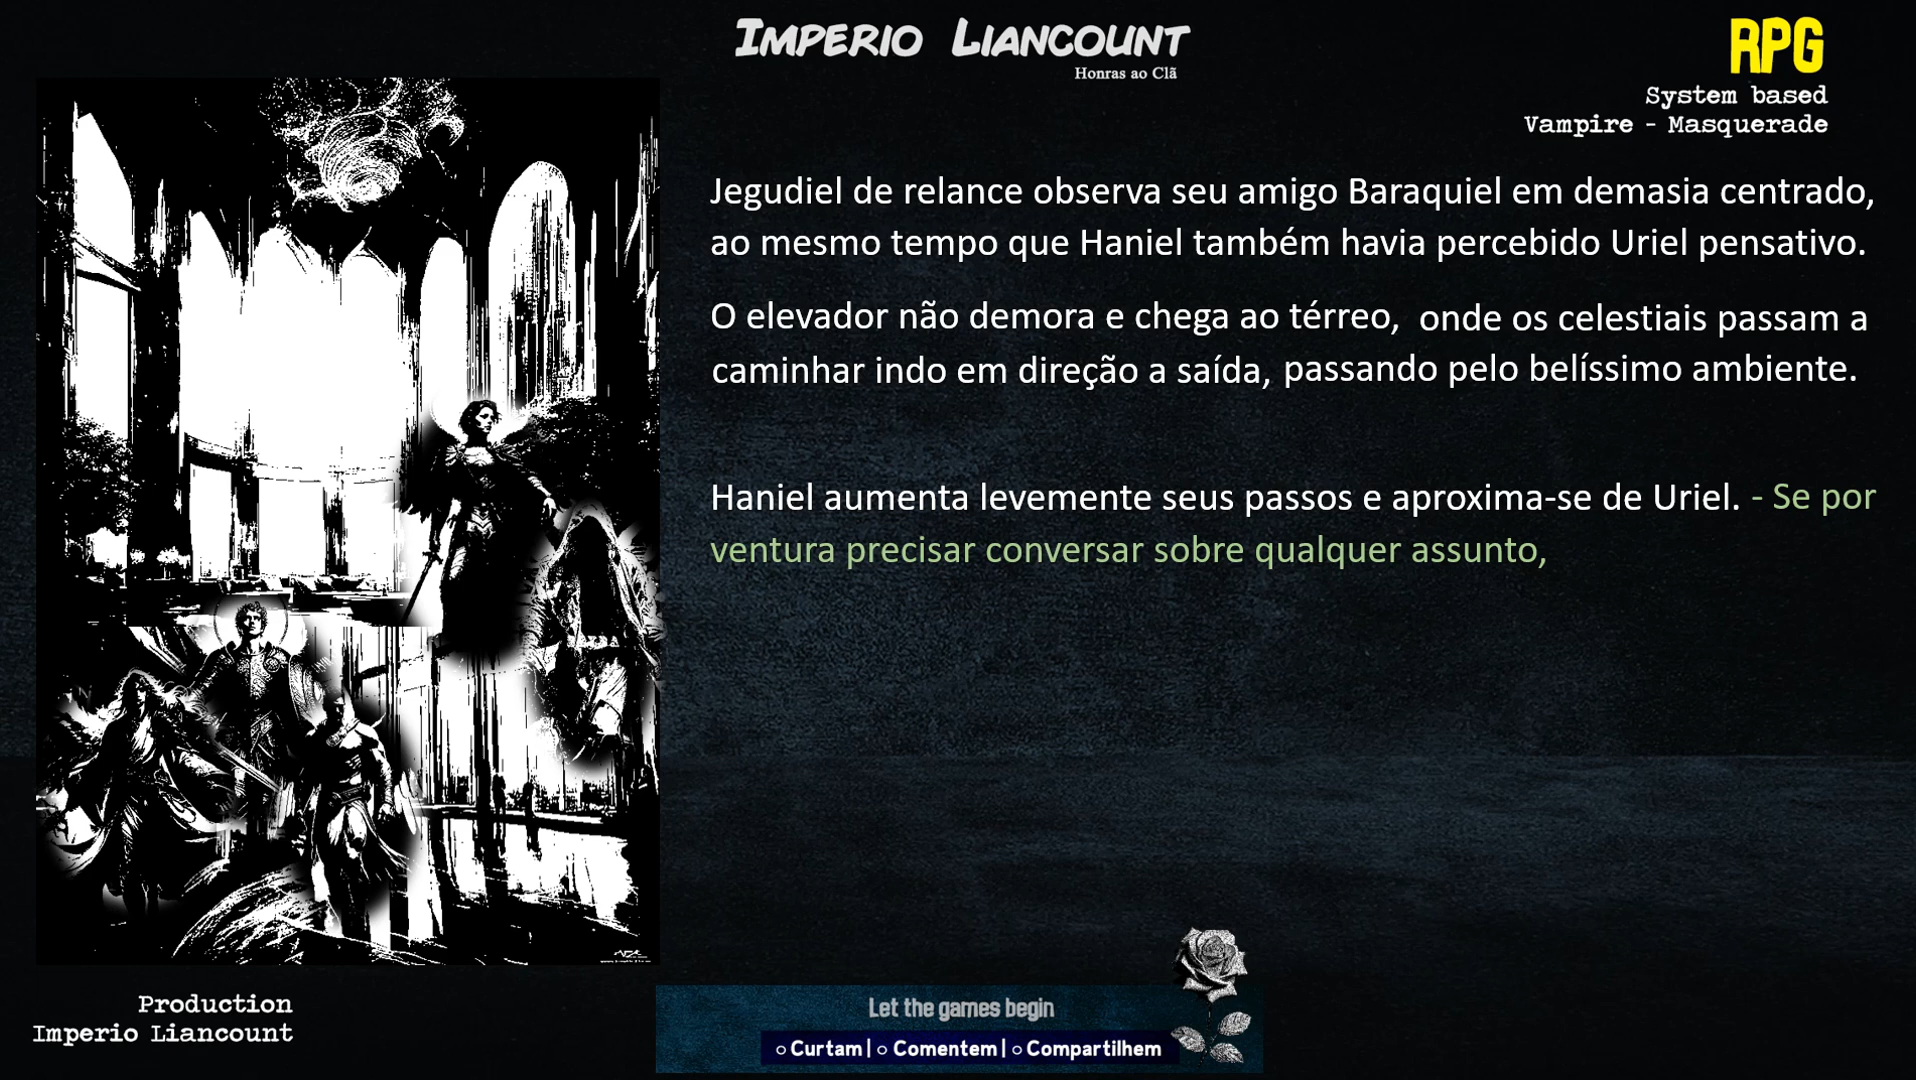 IMPERIO LIANCOUNT
Honras ao Clã
RPG
System based
Vampire - Masquerade
Jegudiel de relance observa seu amigo Baraquiel em demasia centrado,
ao mesmo tempo que Haniel também havia percebido Uriel pensativo.
O elevador não demora e chega ao térreo, onde os celestiais passam a
caminhar indo em direção a saída, passando pelo belíssimo ambiente.
Haniel aumenta levemente seus passos e aproxima-se de Uriel. - Se por
ventura precisar conversar sobre qualquer assunto,
Production
Imperio Liancount
Let the games begin
○ Curtam | ○ Comentem | ○ Compartilhem